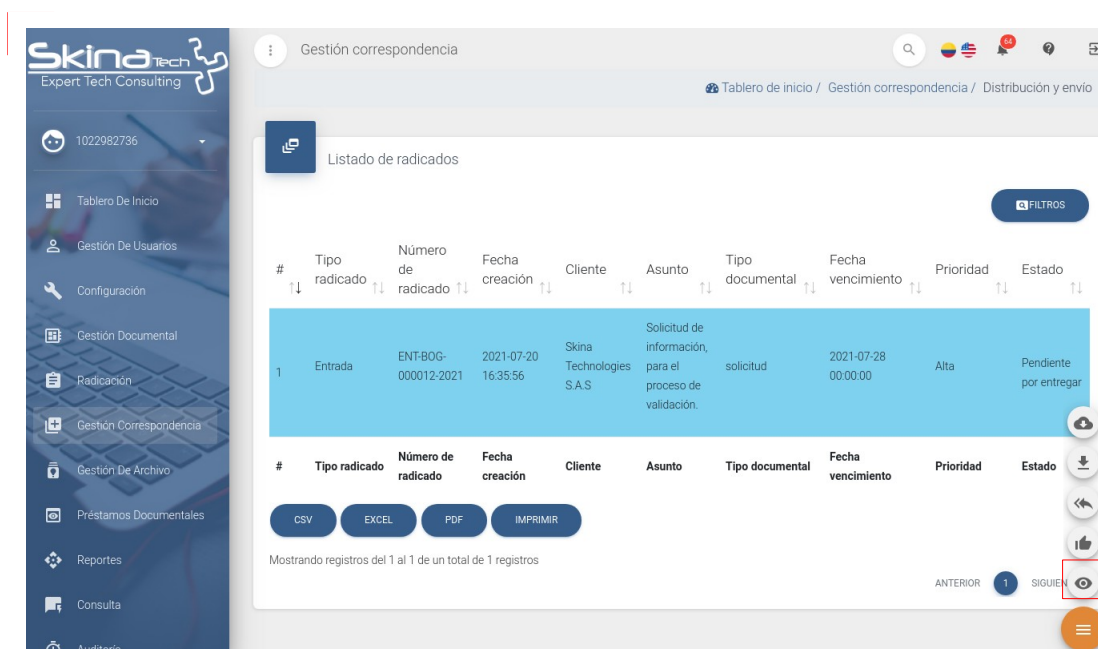 SkinaTech
Expert Tech Consulting
1022982736
Tablero De Inicio
Gestión De Usuarios
Configuración
Gestión Documental
Radicación
Gestión Correspondencia
Gestión De Archivo
Préstamos Documentales
Reportes
Consulta
Auditoría
Gestión correspondencia
64
Tablero de inicio / Gestión correspondencia / Distribución y envío
Listado de radicados
FILTROS
# Tipo radicado Número de radicado Fecha creación Cliente Asunto Tipo documental Fecha vencimiento Prioridad Estado
1 Entrada ENT-BOG-000012-2021 2021-07-20 16:35:56 Skina Technologies S.A.S Solicitud de información, para el proceso de validación. solicitud 2021-07-28 00:00:00 Alta Pendiente por entregar
# Tipo radicado Número de radicado Fecha creación Cliente Asunto Tipo documental Fecha vencimiento Prioridad Estado
CSV EXCEL PDF IMPRIMIR
Mostrando registros del 1 al 1 de un total de 1 registros
ANTERIOR 1 SIGUIEN